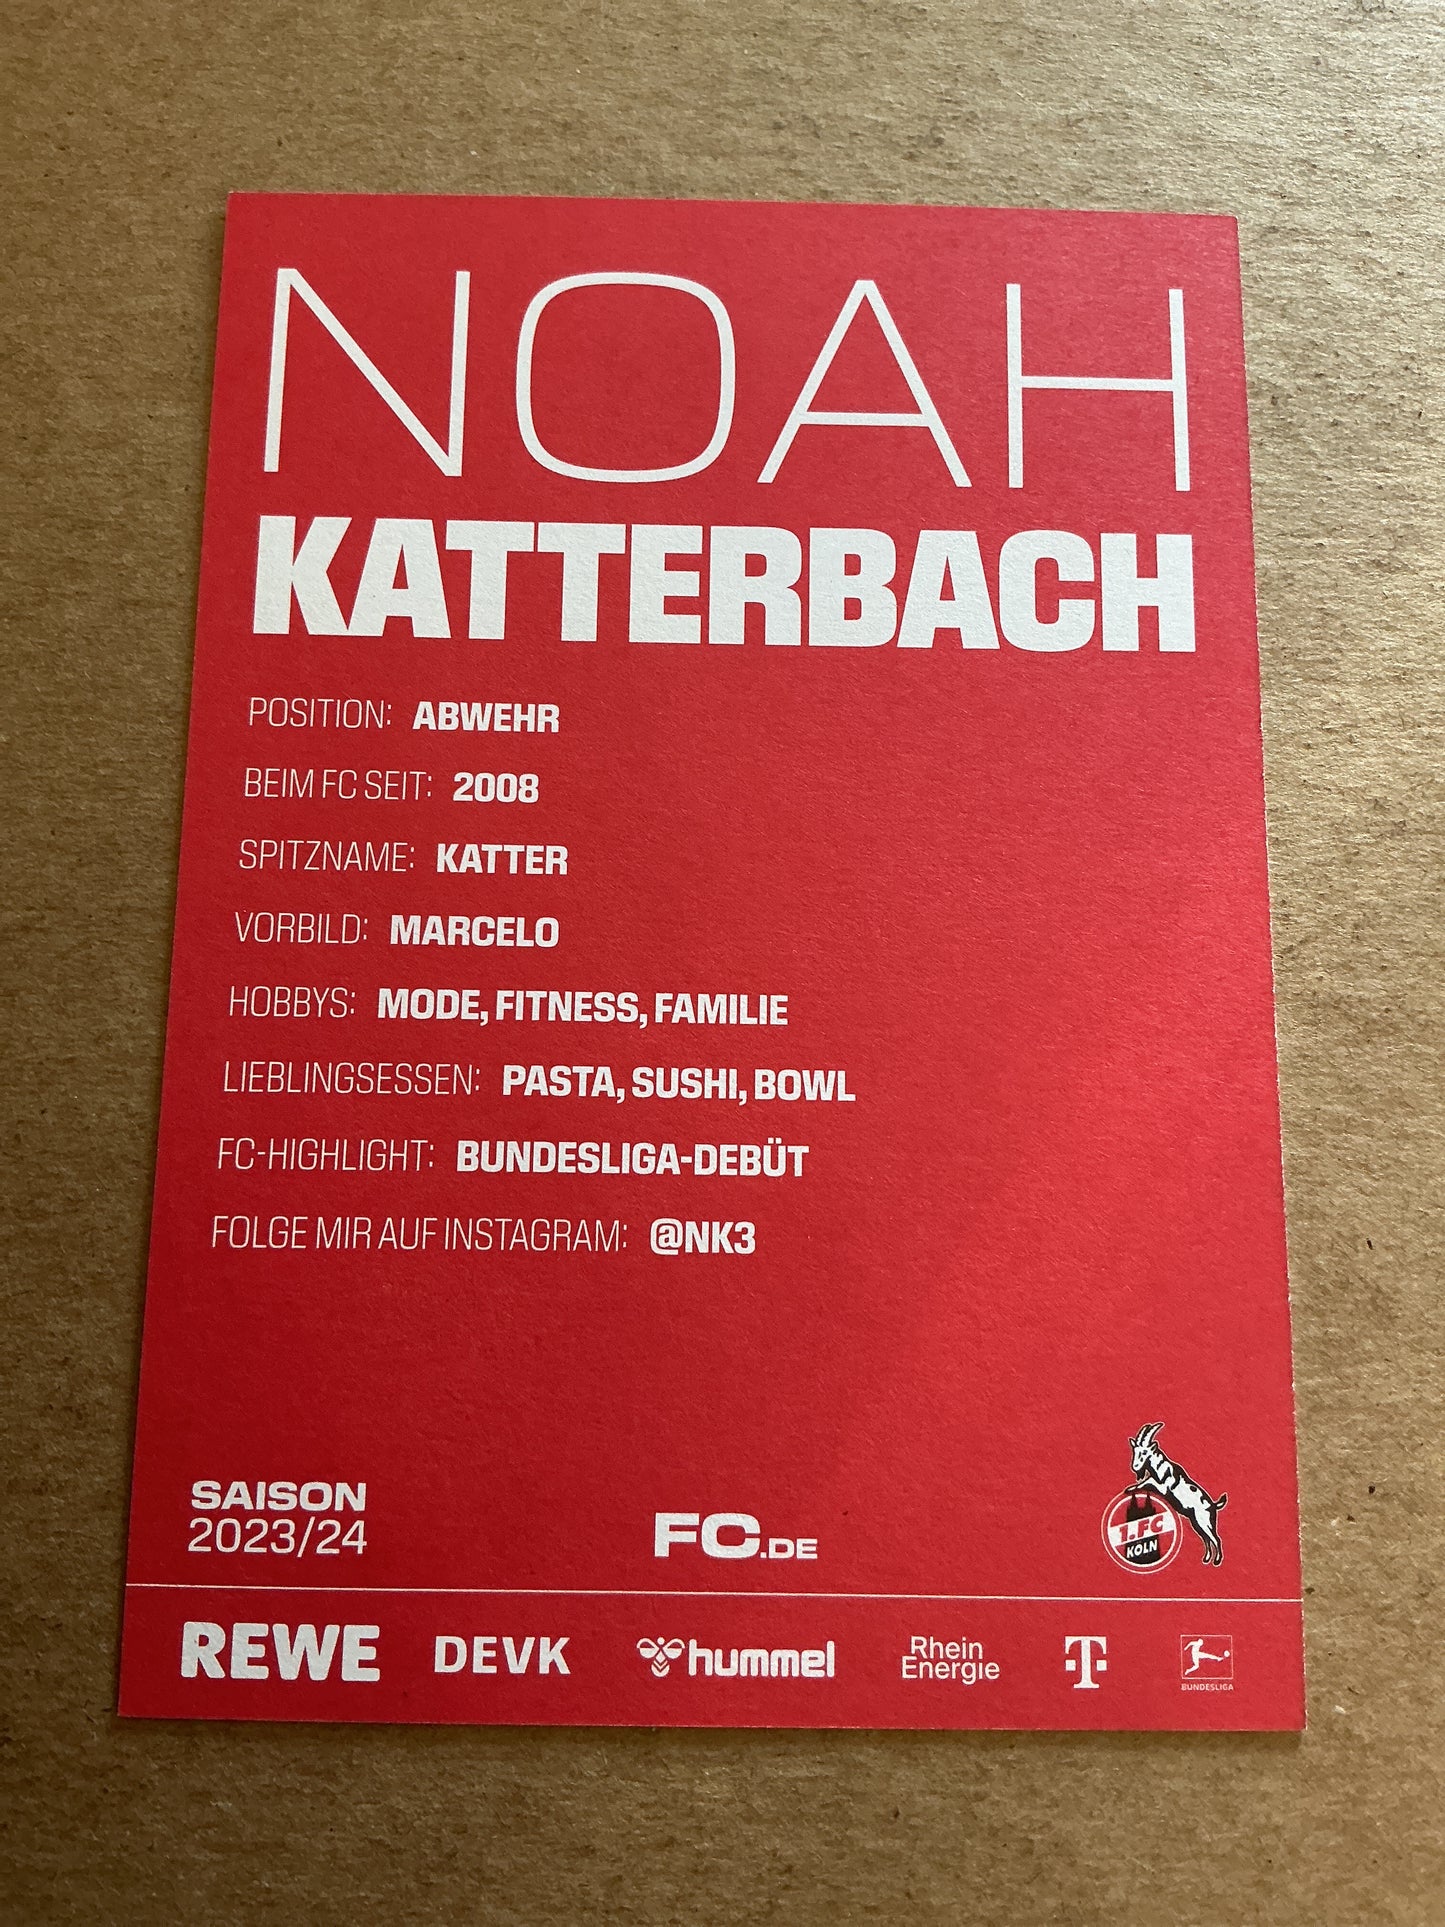 NOAH
KATTERBACH
POSITION: ABWEHR
BEIM FC SEIT: 2008
SPITZNAME: KATTER
VORBILD: MARCELO
HOBBYS: MODE, FITNESS, FAMILIE
LIEBLINGSESSEN: PASTA, SUSHI, BOWL
FC-HIGHLIGHT: BUNDESLIGA-DEBÜT
FOLGE MIR AUF INSTAGRAM: @NK3
SAISON
2023/24
FC.DE
1.FC
KÖLN
REWE
DEVK
hummel
Rhein
Energie
T
BUNDESLIGA